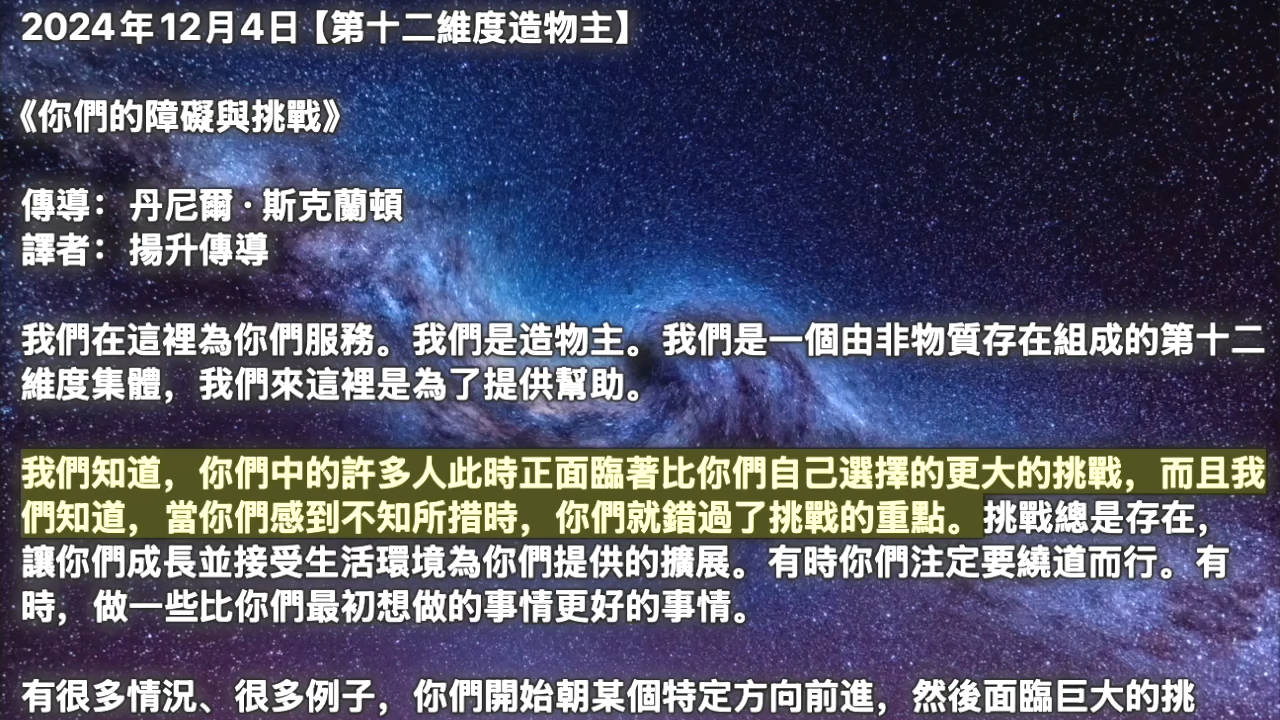 2024年12月4日【第十二維度造物主】
《你們的障礙與挑戰》
傳導：丹尼爾·斯克蘭頓
譯者：揚升傳導
我們在這裡為你們服務。我們是造物主。我們是一個由非物質存在組成的第十二
維度集體，我們來這裡是為了提供幫助。
我們知道，你們中的許多人此時正面臨著比你們自己選擇的更大的挑戰，而且我
們知道，當你們感到不知所措時，你們就錯過了挑戰的重點。挑戰總是存在，
讓你們成長並接受生活環境為你們提供的擴展。有時你們注定要繞道而行。有
時，做一些比你們最初想做的事情更好的事情。
有很多情況、很多例子，你們開始朝某個特定方向前進，然後面臨巨大的挑